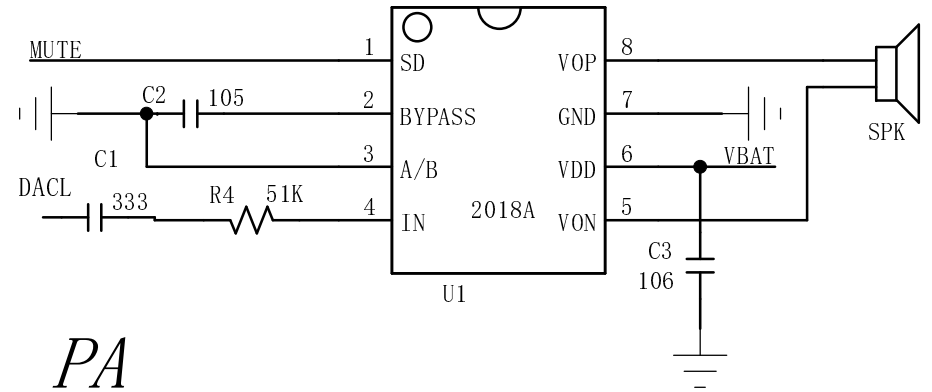 MUTE 1 SD VOP 8
C2 105 2 BYPASS GND 7 SPK
C1 3 A/B VDD 6 VBAT
DACL 333 R4 51K 4 IN 2018A VON 5
C3
106
U1
PA